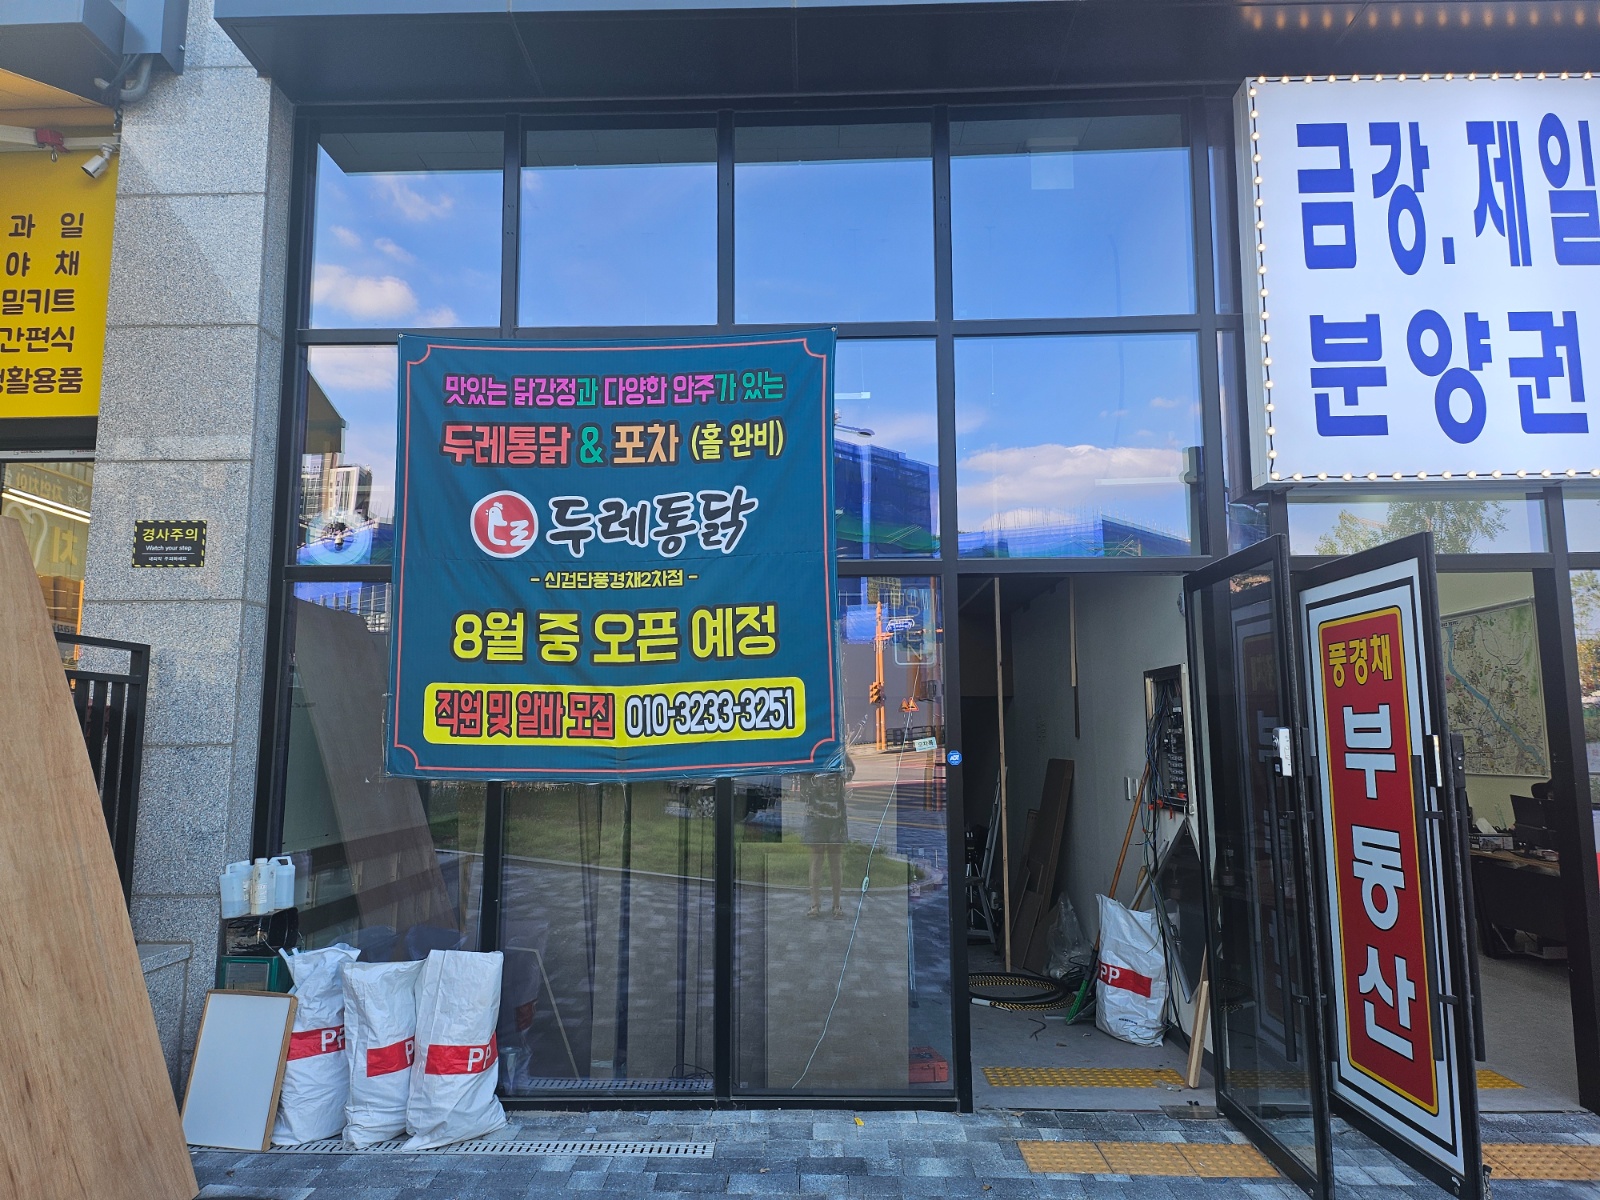 과일
야채
밀키트
간편식
활용품
경사주의
Watch your step
맛있는 닭강정과 다양한 안주가 있는
두레통닭 & 포차 (홀 완비)
두레통닭
- 신검단풍경채2차점 -
8월 중 오픈 예정
직원 및 알바 모집 010-3233-3251
금강.제일
분양권
풍경채
부동산
PP
PP
PP
PP